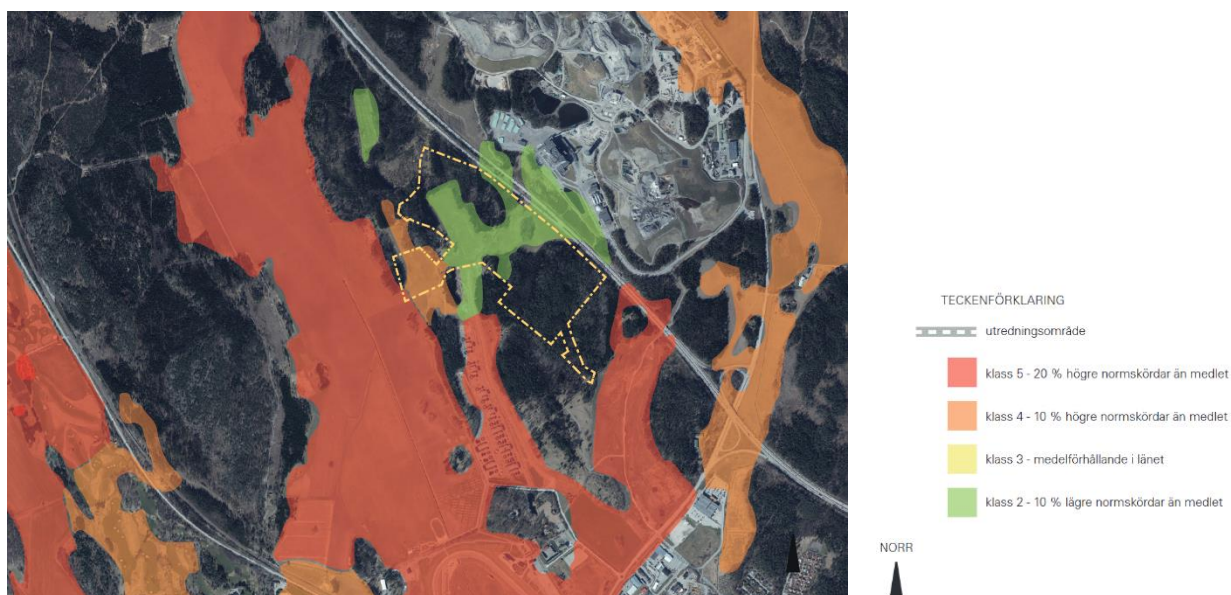 TECKENFÖRKLARING
utredningsområde
klass 5 - 20 % högre normskördar än medlet
klass 4 - 10 % högre normskördar än medlet
klass 3 - medelförhållande i länet
klass 2 - 10 % lägre normskördar än medlet
NORR